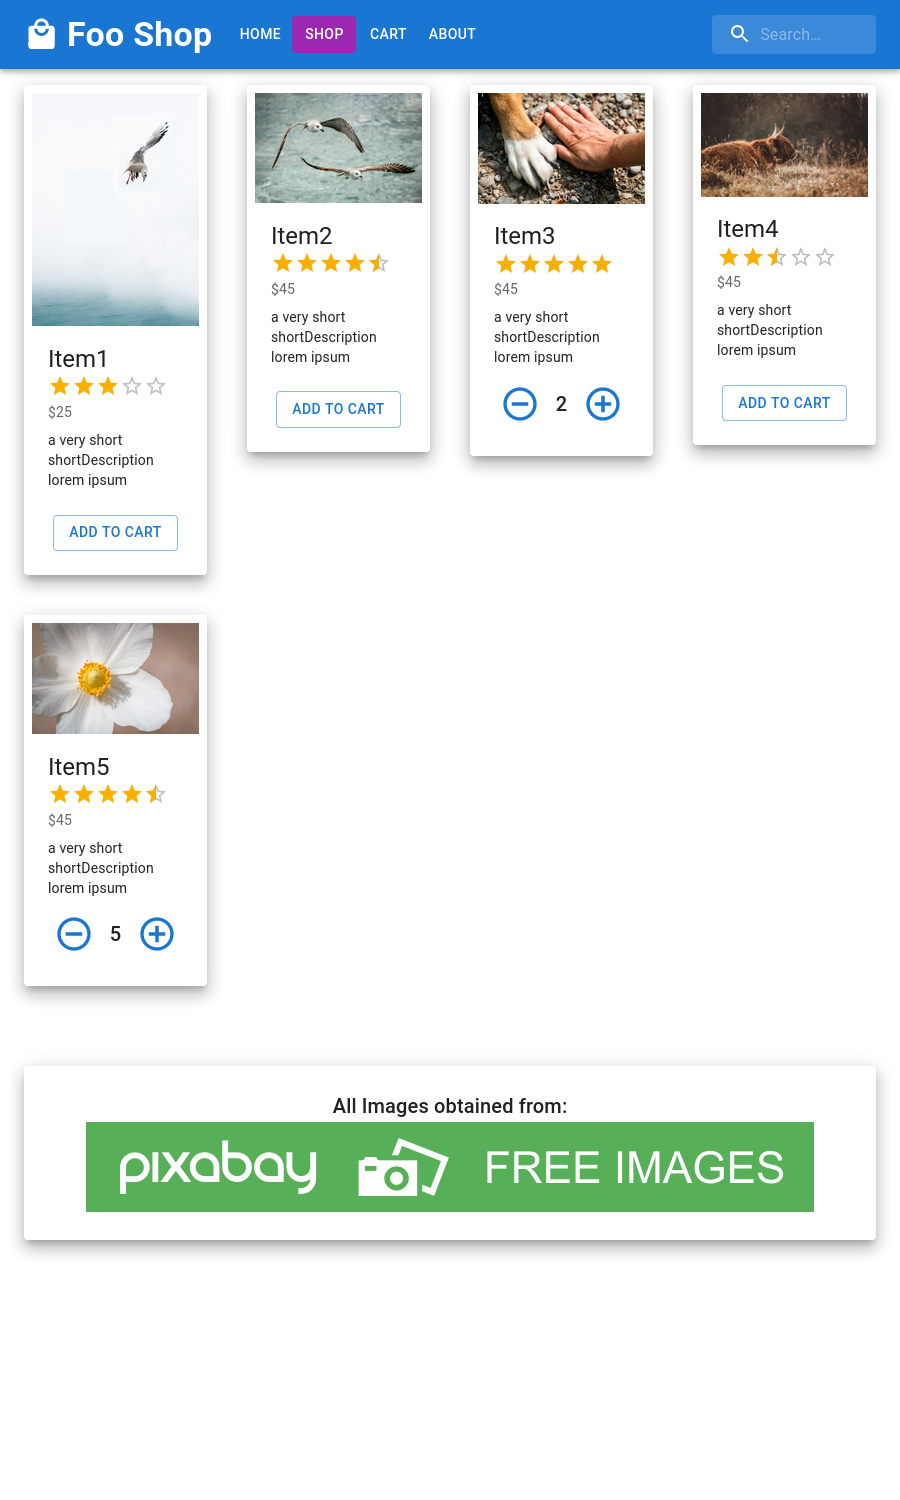 Foo Shop
HOME
SHOP
CART
ABOUT
Search…
Item1
$25
a very short
shortDescription
lorem ipsum
ADD TO CART
Item2
$45
a very short
shortDescription
lorem ipsum
ADD TO CART
Item3
$45
a very short
shortDescription
lorem ipsum
2
Item4
$45
a very short
shortDescription
lorem ipsum
ADD TO CART
Item5
$45
a very short
shortDescription
lorem ipsum
5
All Images obtained from:
pixabay FREE IMAGES